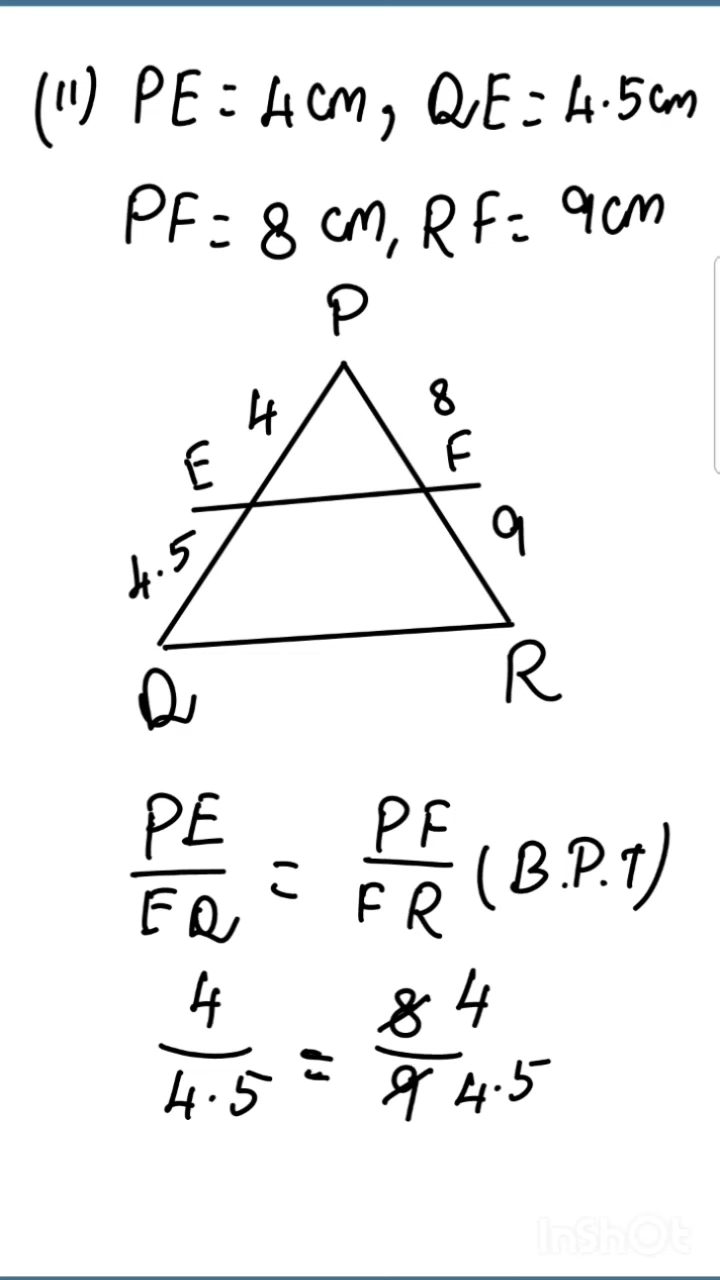 (11) PE = 4 cm, QE = 4.5 cm
PF = 8 cm, RF = 9 cm
P
4
8
E
F
4.5
9
Q
R
PE/EQ = PF/FR (B.P.T)
4/4.5 = 8/9 4/4.5
InShOt